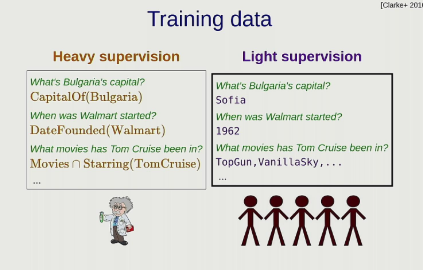 [Clarke+ 201
Training data
Heavy supervision
What's Bulgaria's capital?
CapitalOf(Bulgaria)
When was Walmart started?
DateFounded(Walmart)
What movies has Tom Cruise been in?
Movies ∩ Starring(TomCruise)
...
Light supervision
What's Bulgaria's capital?
Sofia
When was Walmart started?
1962
What movies has Tom Cruise been in?
TopGun,VanillaSky,...
...